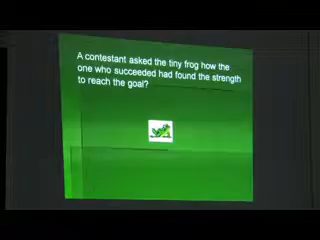 A contestant asked the tiny frog how the
one who succeeded had found the strength
to reach the goal?